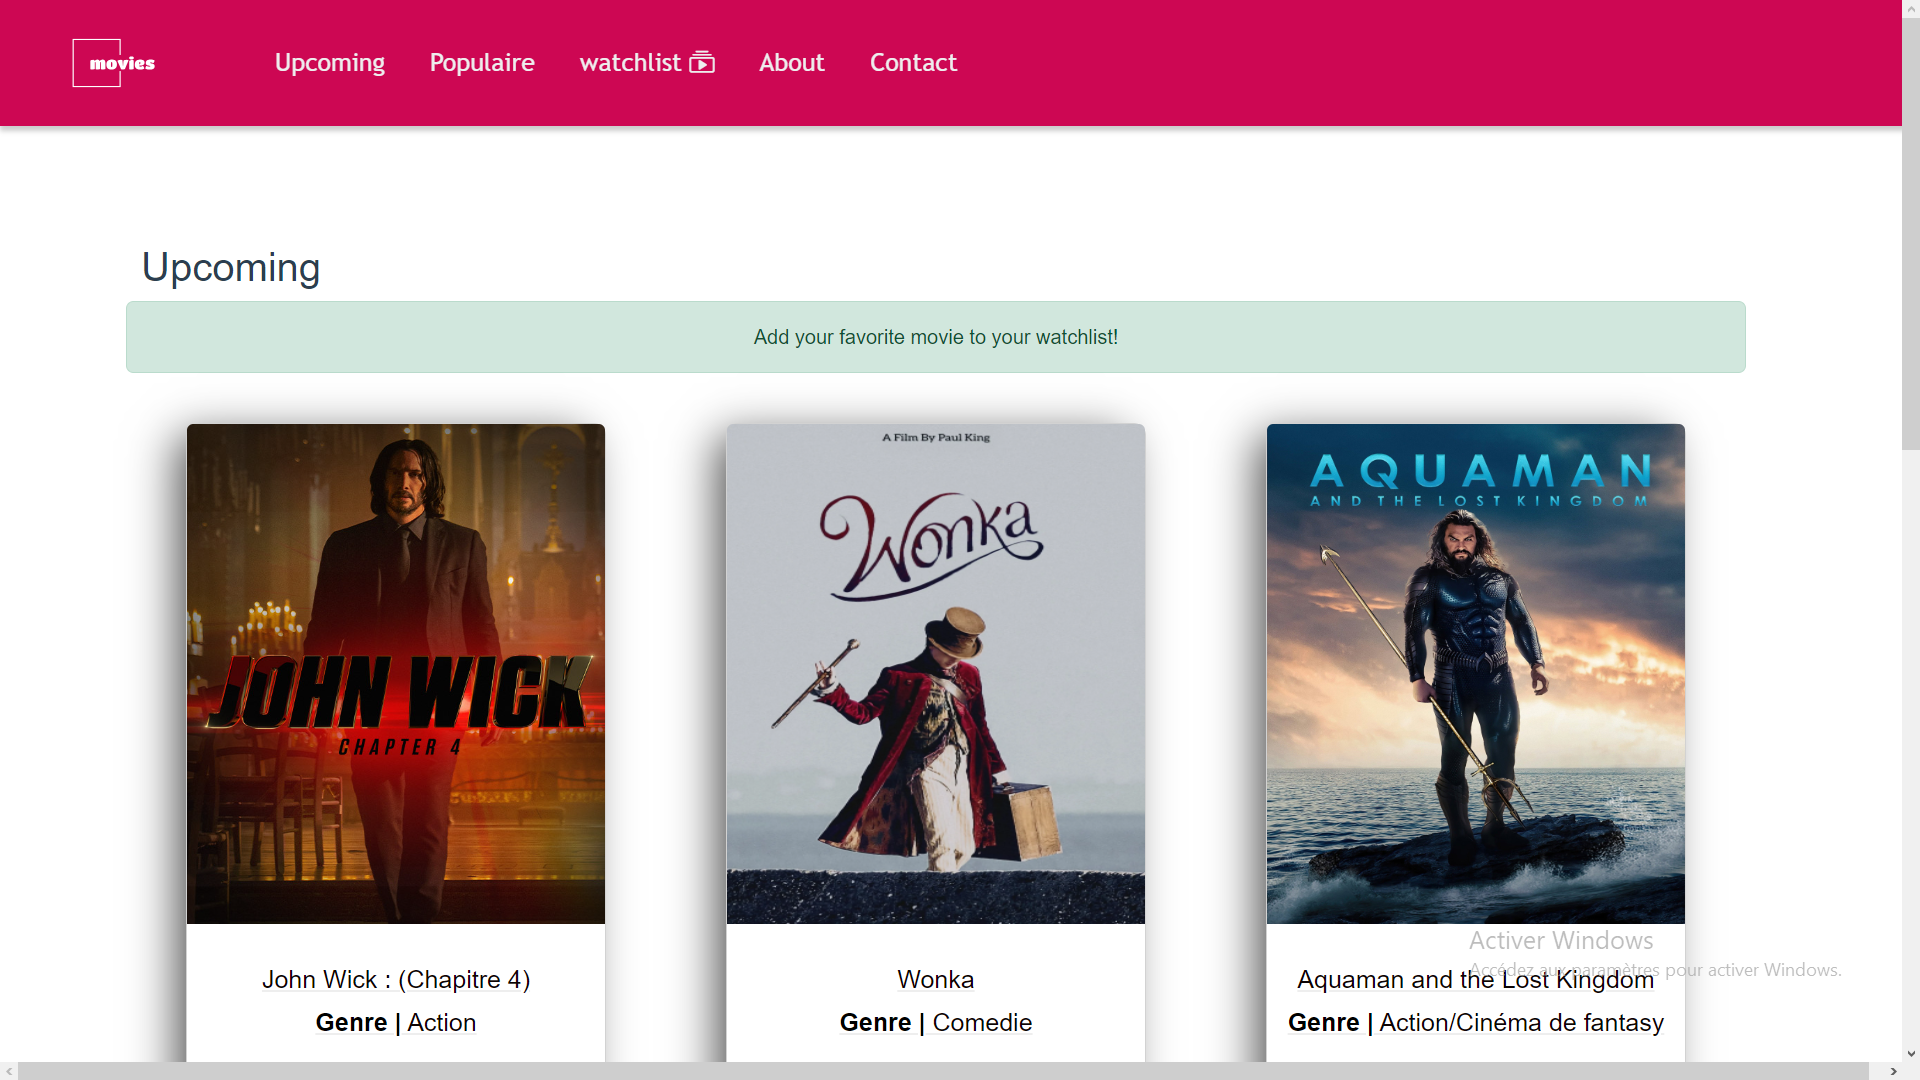 movies
Upcoming
Populaire
watchlist
About
Contact
Upcoming
Add your favorite movie to your watchlist!
JOHN WICK
CHAPTER 4
A Film By Paul King
Wonka
AQUAMAN
AND THE LOST KINGDOM
John Wick : (Chapitre 4)
Genre | Action
Wonka
Genre | Comedie
Aquaman and the Lost Kingdom
Genre | Action/Cinéma de fantasy
Activer Windows
Accédez aux paramètres pour activer Windows.